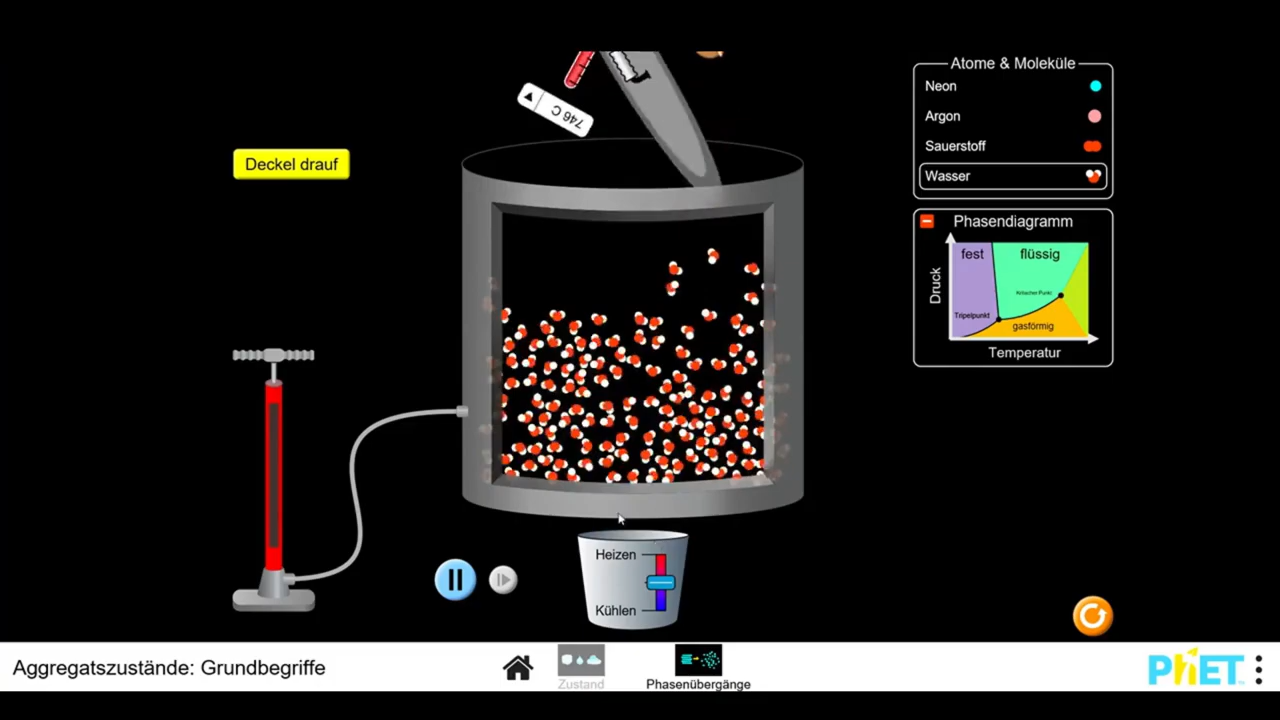 746 C
Deckel drauf
Atome & Moleküle
Neon
Argon
Sauerstoff
Wasser
Phasendiagramm
fest
flüssig
Kritischer Punkt
Tripelpunkt
gasförmig
Druck
Temperatur
Heizen
Kühlen
Aggregatszustände: Grundbegriffe
Zustand
Phasenübergänge
PhET